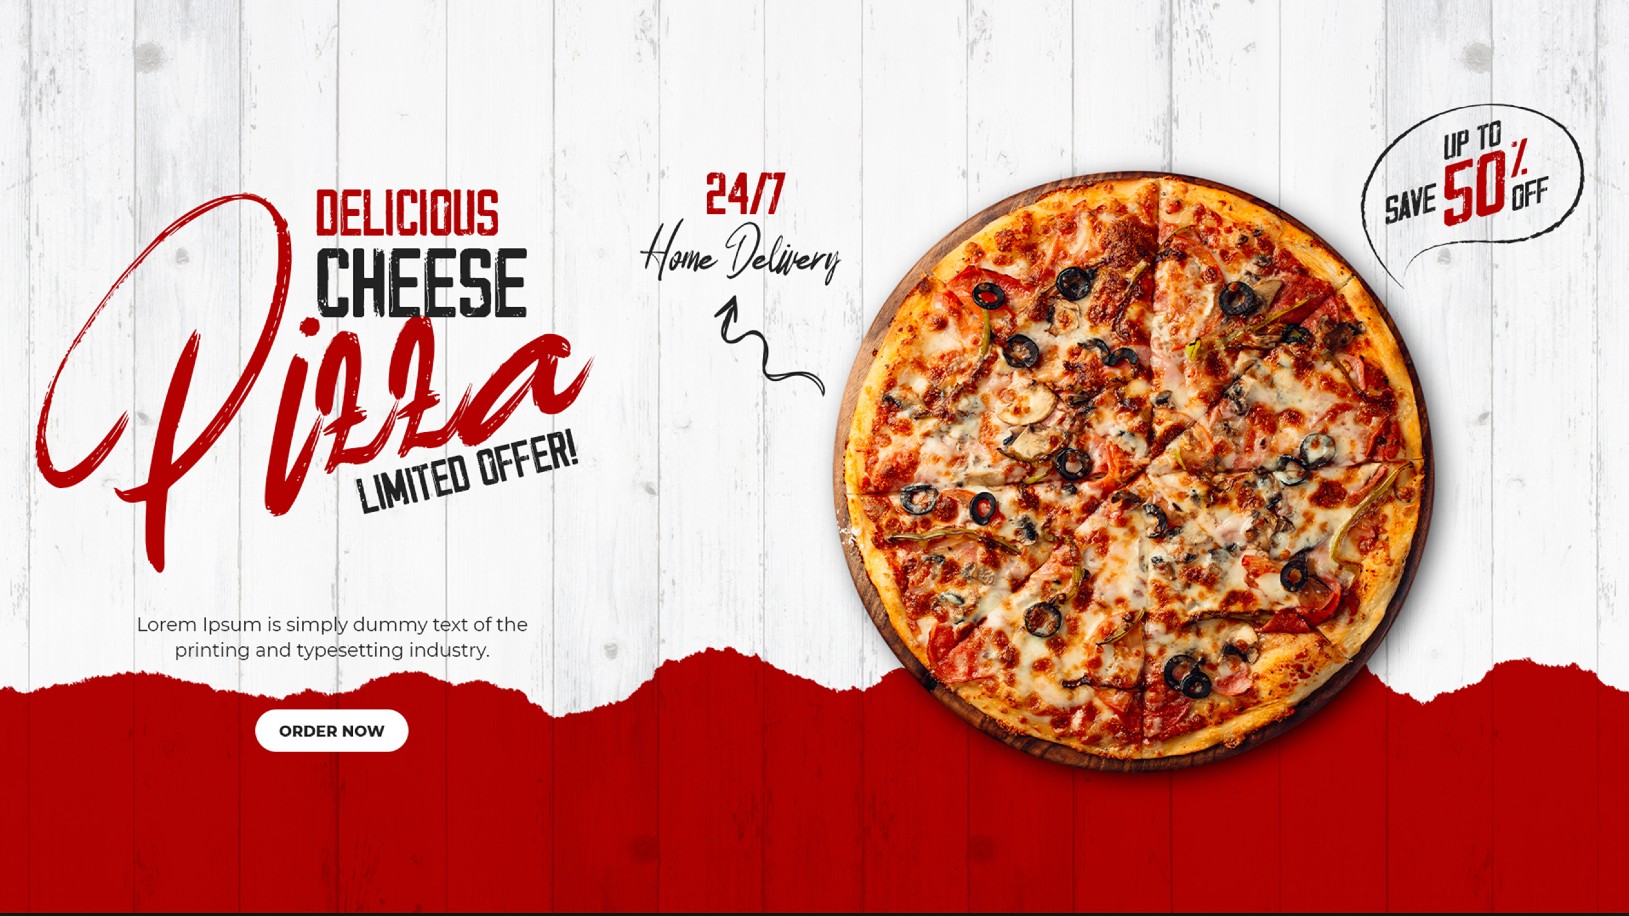 DELICIOUS
CHEESE
Pizza
LIMITED OFFER!
Lorem Ipsum is simply dummy text of the
printing and typesetting industry.
ORDER NOW
24/7
Home Delivery
UP TO
SAVE 50% OFF